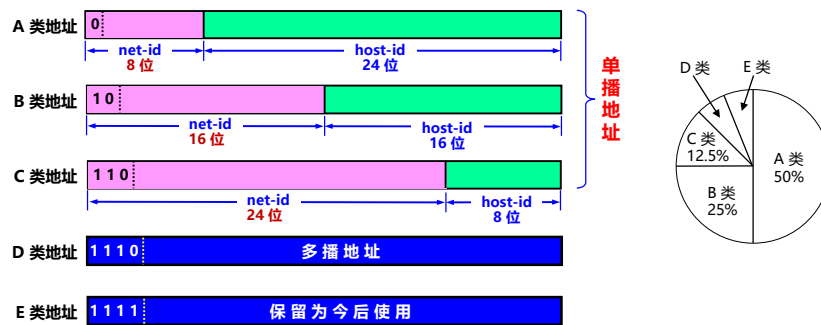 A 类地址
0
net-id
8 位
host-id
24 位
B 类地址
1 0
net-id
16 位
host-id
16 位
C 类地址
1 1 0
net-id
24 位
host-id
8 位
D 类地址
1 1 1 0
多 播 地 址
E 类地址
1 1 1 1
保 留 为 今 后 使 用
单
播
地
址
D 类
E 类
C 类
12.5%
A 类
50%
B 类
25%